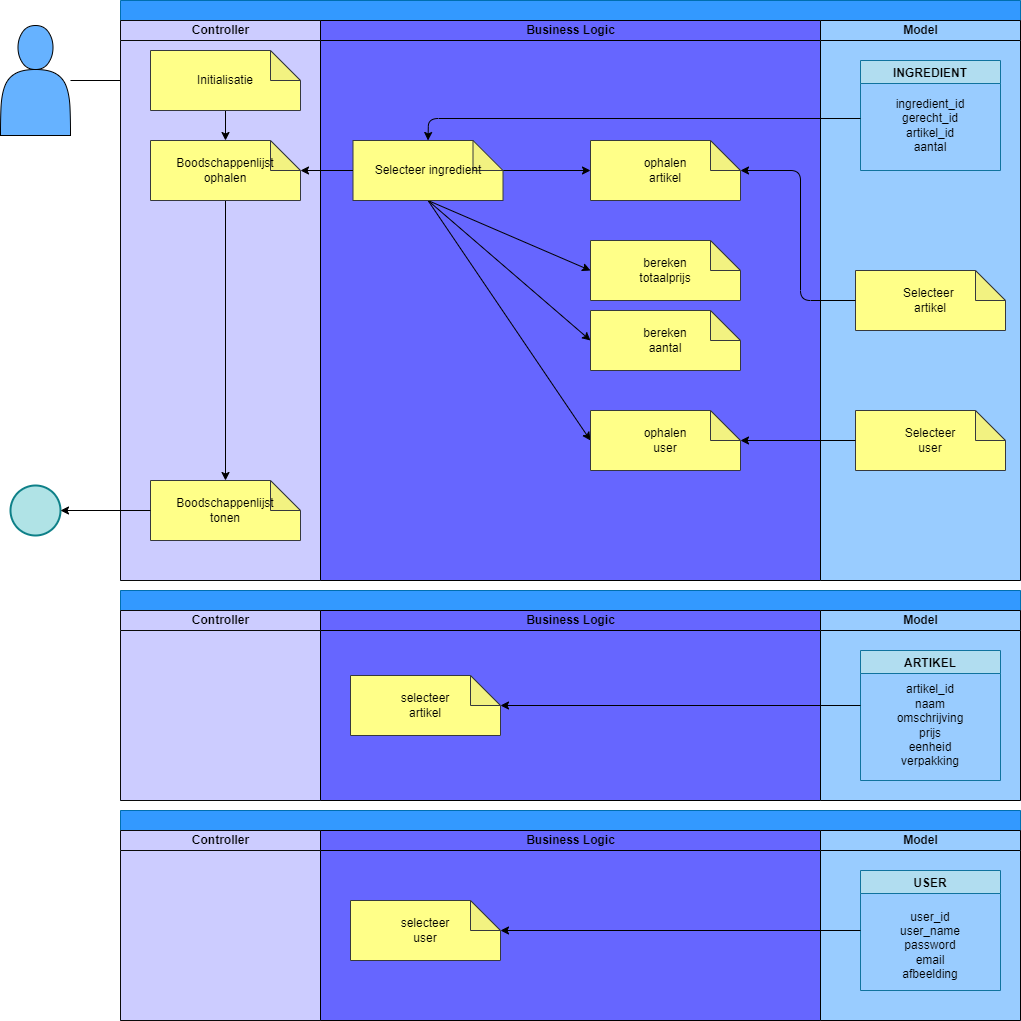 Controller
Business Logic
Model
Initialisatie
INGREDIENT
ingredient_id
gerecht_id
artikel_id
aantal
Boodschappenlijst
ophalen
Selecteer ingredient
ophalen
artikel
bereken
totaalprijs
Selecteer
artikel
bereken
aantal
ophalen
user
Selecteer
user
Boodschappenlijst
tonen
Controller
Business Logic
Model
selecteer
artikel
ARTIKEL
artikel_id
naam
omschrijving
prijs
eenheid
verpakking
Controller
Business Logic
Model
selecteer
user
USER
user_id
user_name
password
email
afbeelding